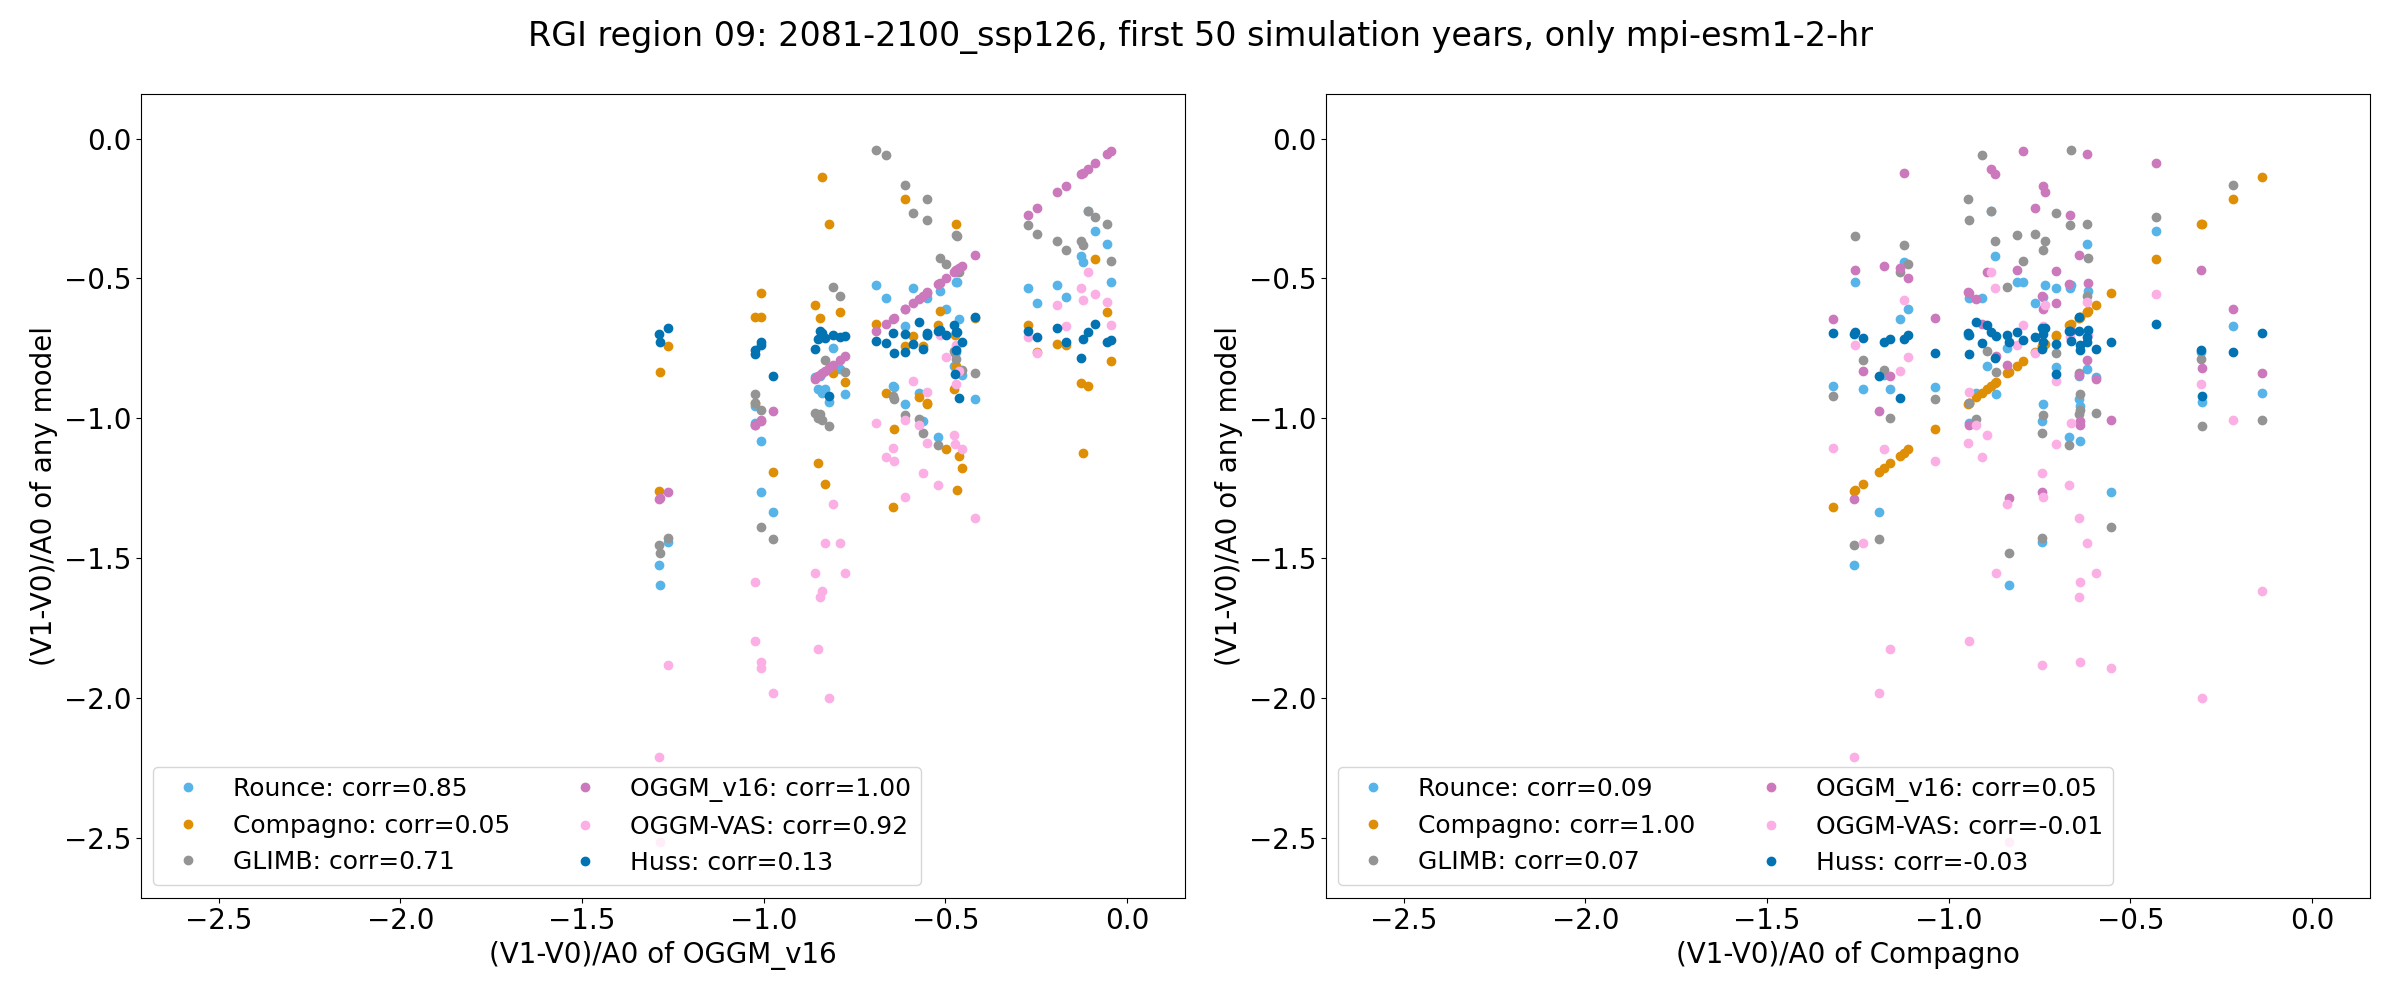 RGI region 09: 2081-2100_ssp126, first 50 simulation years, only mpi-esm1-2-hr
(V1-V0)/A0 of any model
0.0
−0.5
−1.0
−1.5
−2.0
−2.5
Rounce: corr=0.85
Compagno: corr=0.05
GLIMB: corr=0.71
OGGM_v16: corr=1.00
OGGM-VAS: corr=0.92
Huss: corr=0.13
−2.5 −2.0 −1.5 −1.0 −0.5 0.0
(V1-V0)/A0 of OGGM_v16
(V1-V0)/A0 of any model
0.0
−0.5
−1.0
−1.5
−2.0
−2.5
Rounce: corr=0.09
Compagno: corr=1.00
GLIMB: corr=0.07
OGGM_v16: corr=0.05
OGGM-VAS: corr=-0.01
Huss: corr=-0.03
−2.5 −2.0 −1.5 −1.0 −0.5 0.0
(V1-V0)/A0 of Compagno